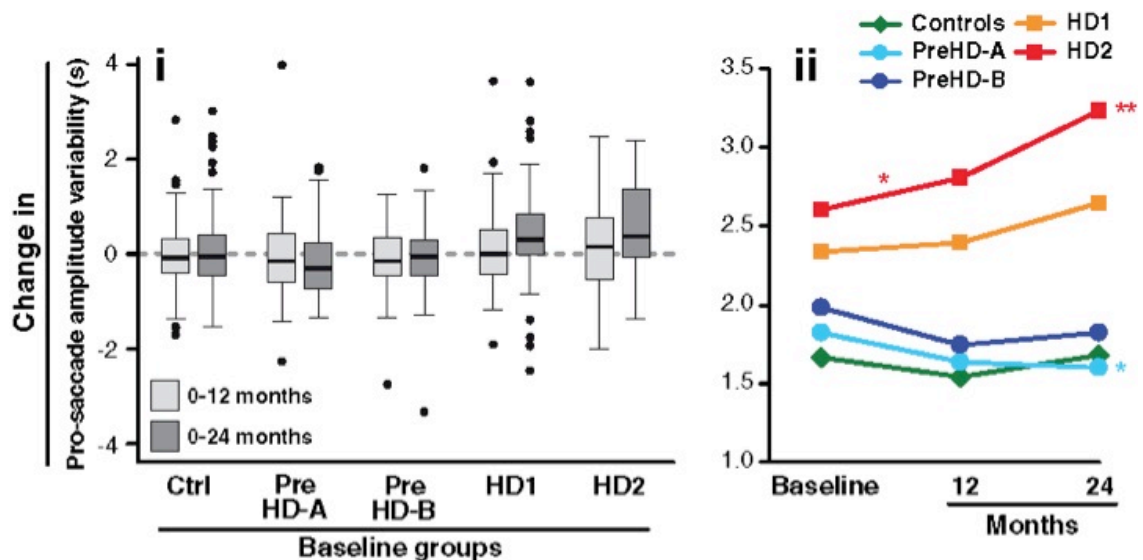 Change in
Pro-saccade amplitude variability (s)
i
4
2
0
-2
-4
0-12 months
0-24 months
Ctrl
Pre
HD-A
Pre
HD-B
HD1
HD2
Baseline groups
ii
Controls
PreHD-A
PreHD-B
HD1
HD2
3.5
3.0
2.5
2.0
1.5
1.0
*
**
*
Baseline
12
24
Months